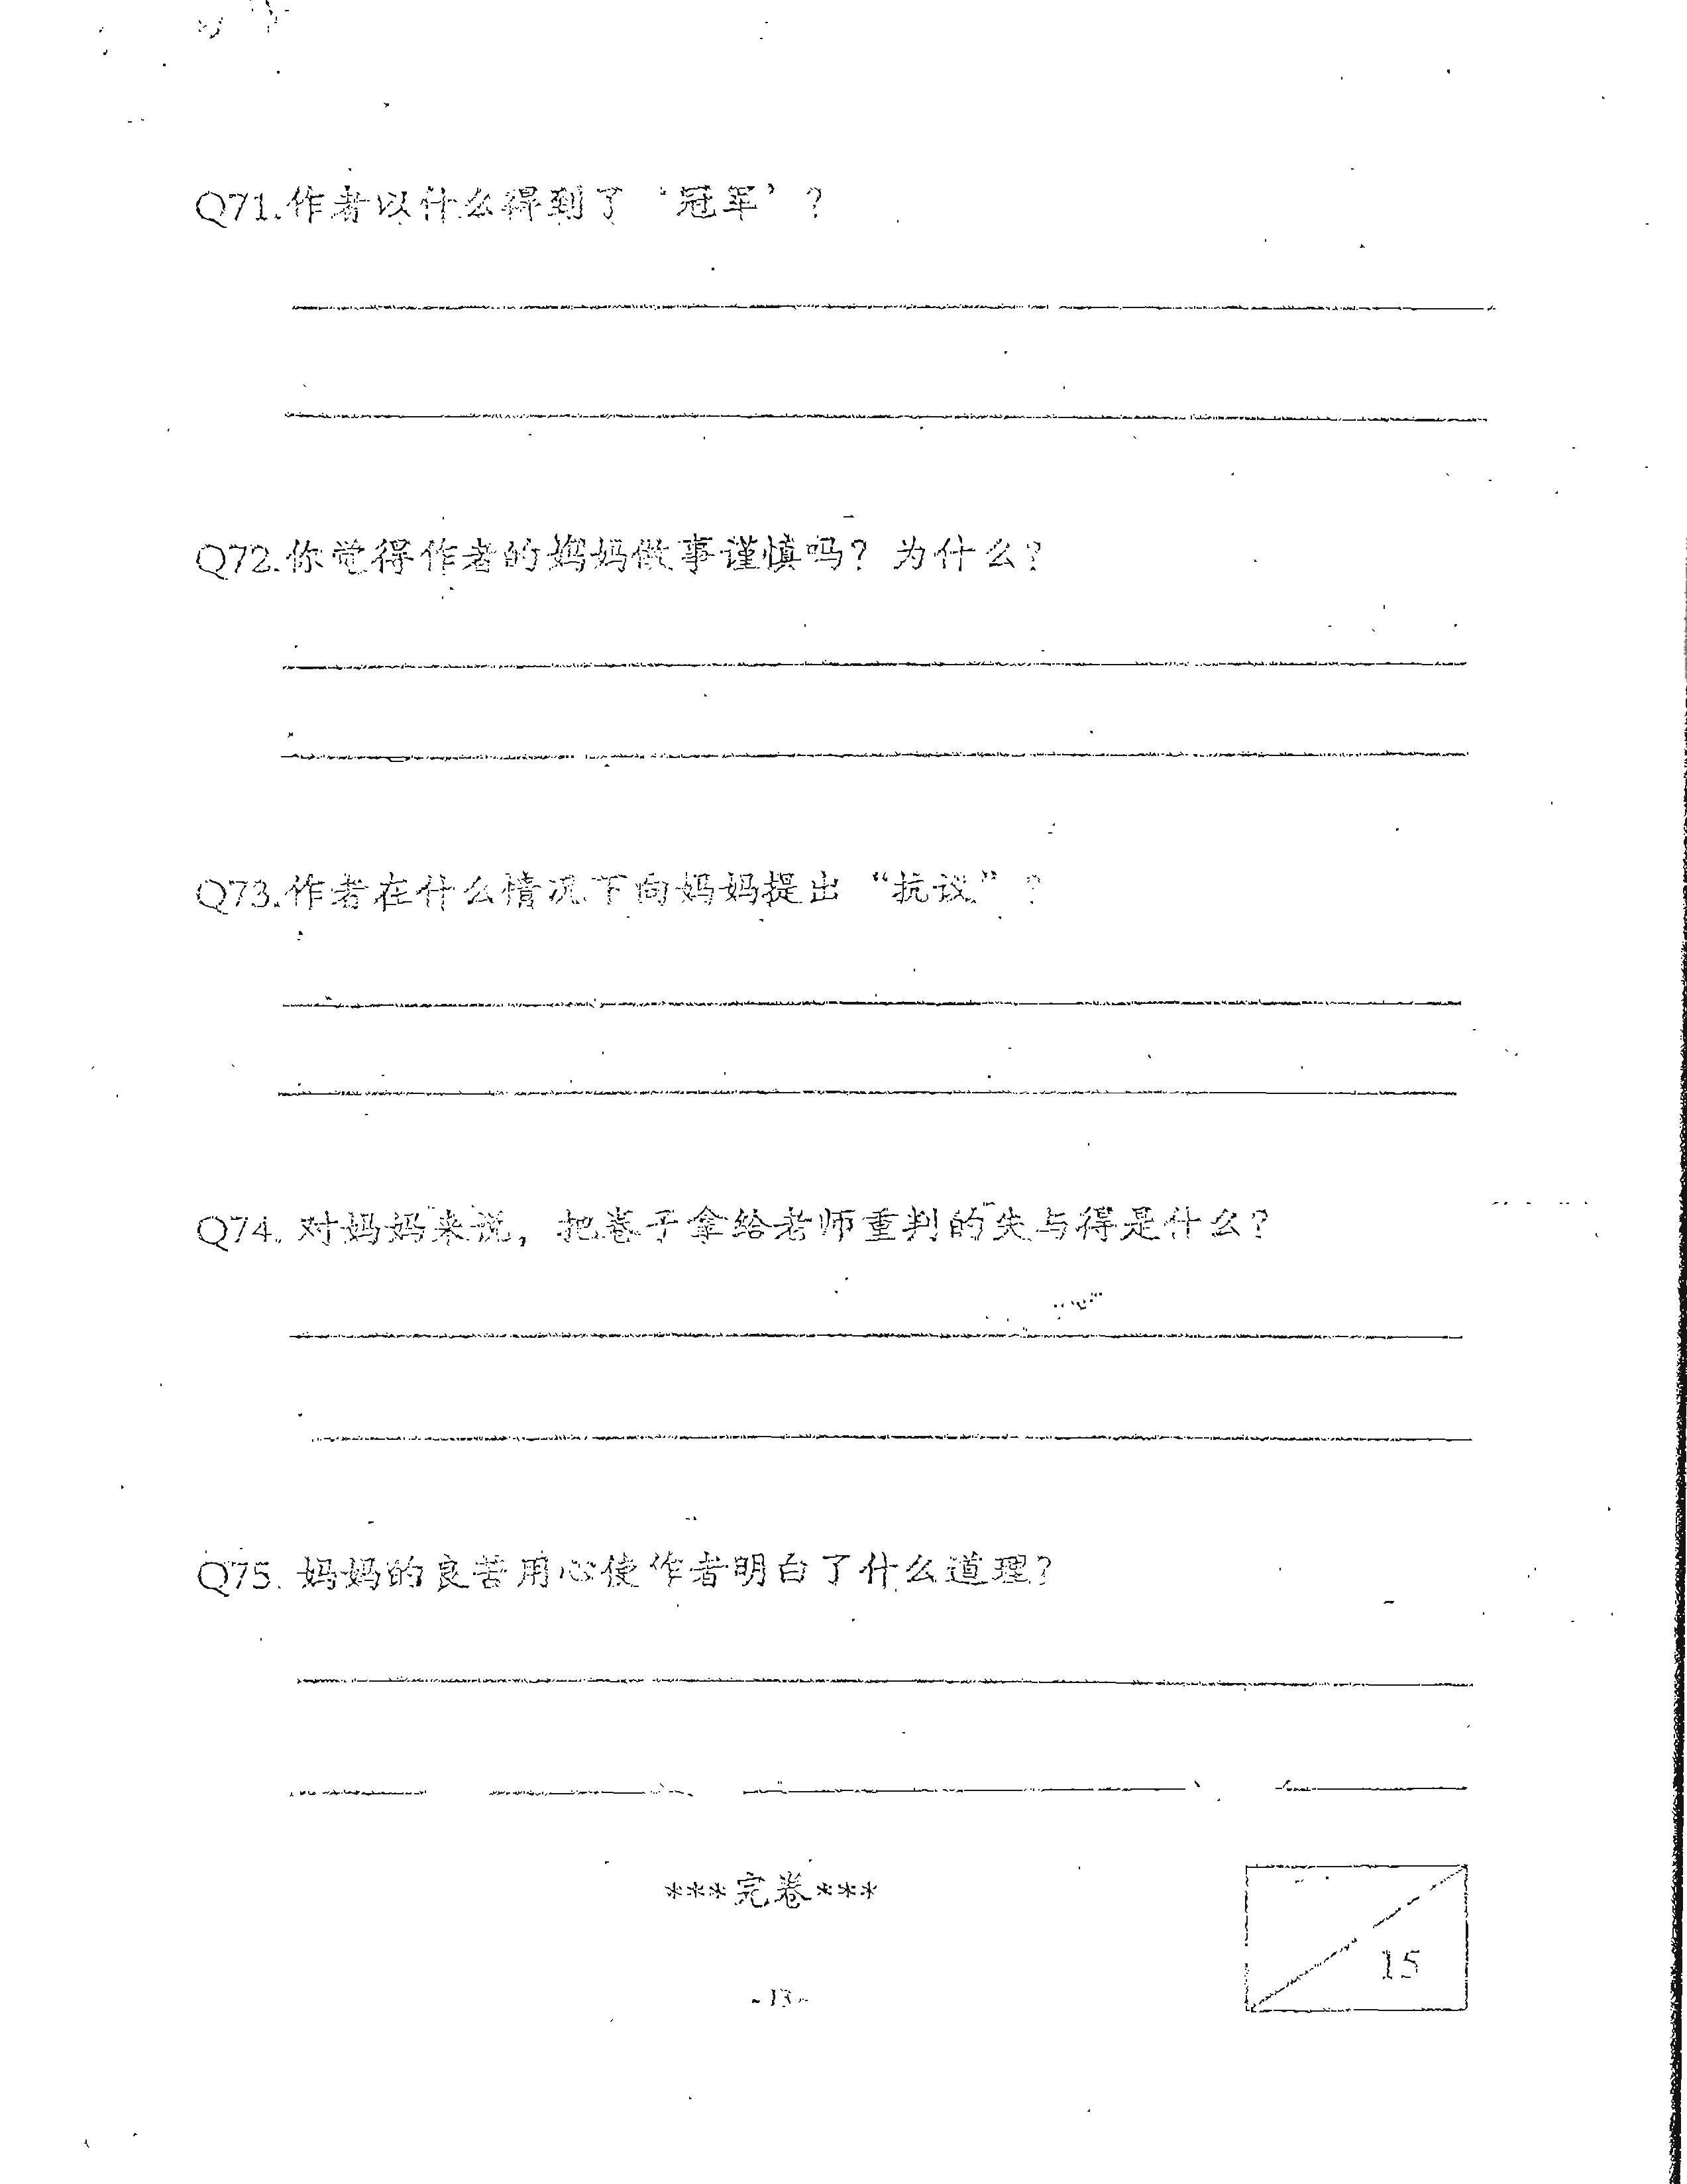 Q71.作者以什么得到了‘冠军’？
Q72.你觉得作者的妈妈做事谨慎吗？为什么？
Q73.作者在什么情况下向妈妈提出“抗议”？
Q74. 对妈妈来说，把卷子拿给老师重判的失与得是什么？
Q75. 妈妈的良苦用心使作者明白了什么道理？
***完卷***
15
-13-